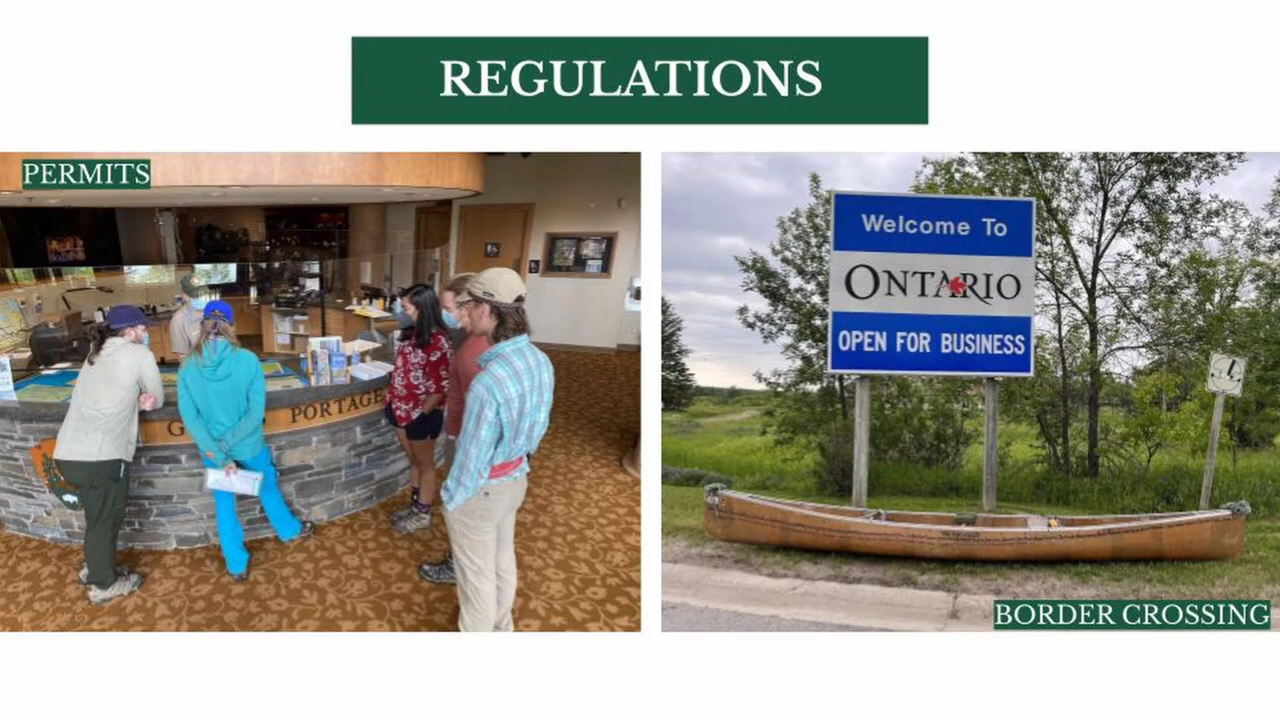 REGULATIONS
PERMITS
G
PORTAGE
Welcome To
ONTARIO
OPEN FOR BUSINESS
BORDER CROSSING